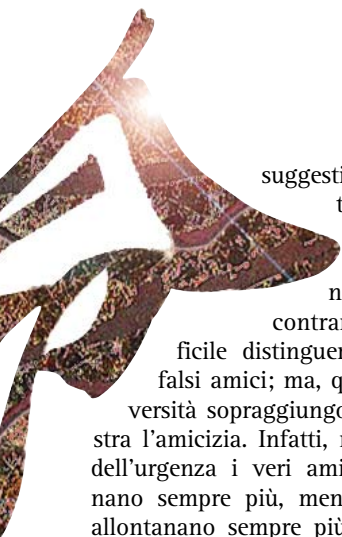 suggesti
t
n
contrar
ficile distinguer
falsi amici; ma, q
versità sopraggiungo
stra l’amicizia. Infatti,
dell’urgenza i veri ami
nano sempre più, men
allontanano sempre più